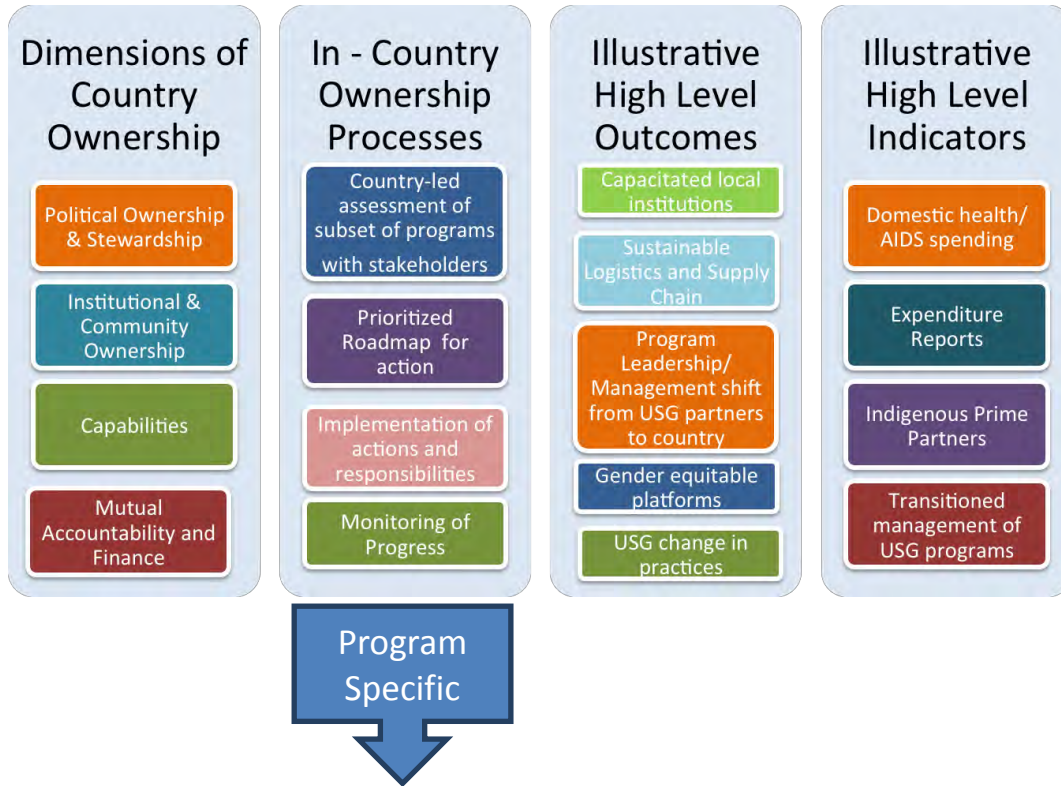 Dimensions of
Country
Ownership
Political Ownership
& Stewardship
Institutional &
Community
Ownership
Capabilities
Mutual
Accountability and
Finance
In - Country
Ownership
Processes
Country-led
assessment of
subset of programs
with stakeholders
Prioritized
Roadmap for
action
Implementation of
actions and
responsibilities
Monitoring of
Progress
Illustrative
High Level
Outcomes
Capacitated local
institutions
Sustainable
Logistics and Supply
Chain
Program
Leadership/
Management shift
from USG partners
to country
Gender equitable
platforms
USG change in
practices
Illustrative
High Level
Indicators
Domestic health/
AIDS spending
Expenditure
Reports
Indigenous Prime
Partners
Transitioned
management of
USG programs
Program
Specific